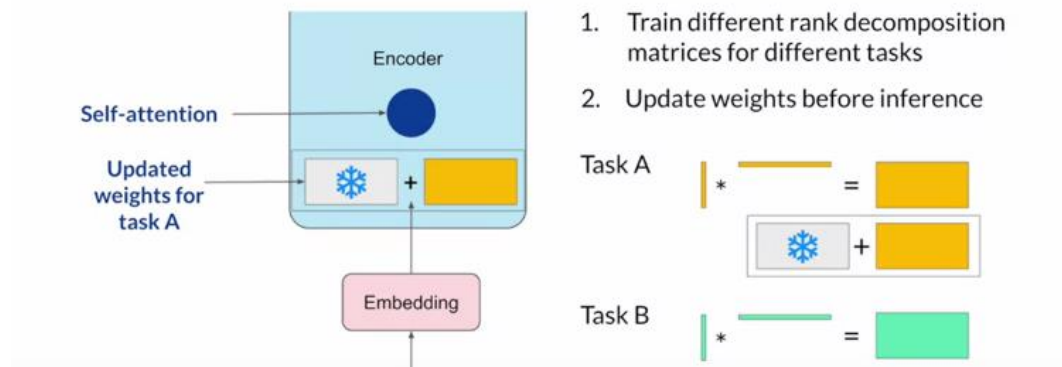 Encoder
Self-attention
Updated
weights for
task A
+
Embedding
1. Train different rank decomposition
matrices for different tasks
2. Update weights before inference
Task A
* =
+
Task B
* =